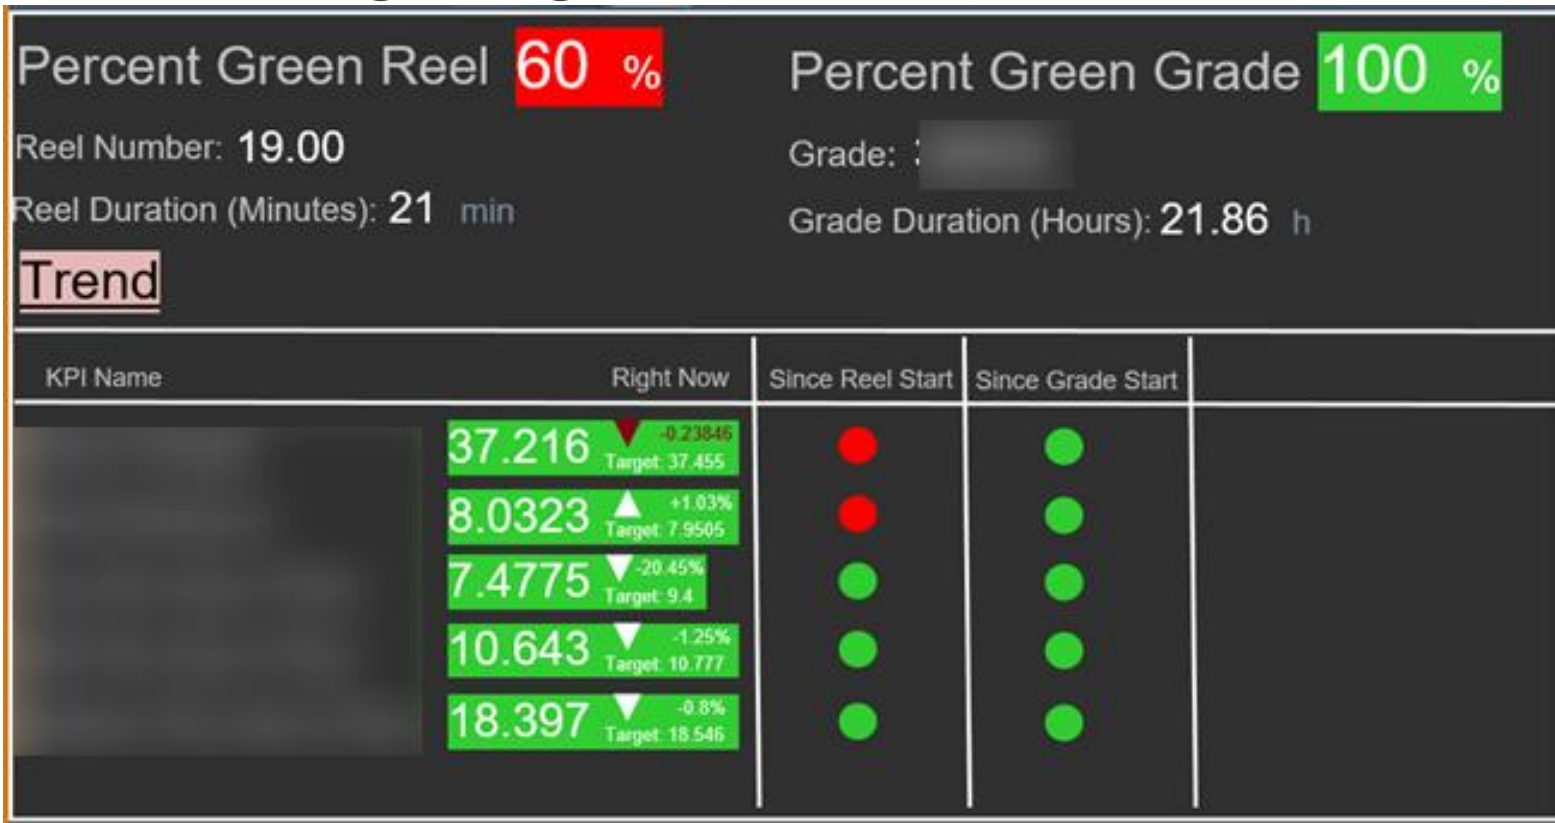 Percent Green Reel 60 % Percent Green Grade 100 %
Reel Number: 19.00 Grade:
Reel Duration (Minutes): 21 min Grade Duration (Hours): 21.86 h
Trend
KPI Name Right Now Since Reel Start Since Grade Start
37.216 -0.23846
Target: 37.455
8.0323 +1.03%
Target: 7.9505
7.4775 -20.45%
Target: 9.4
10.643 -1.25%
Target: 10.777
18.397 -0.8%
Target: 18.546